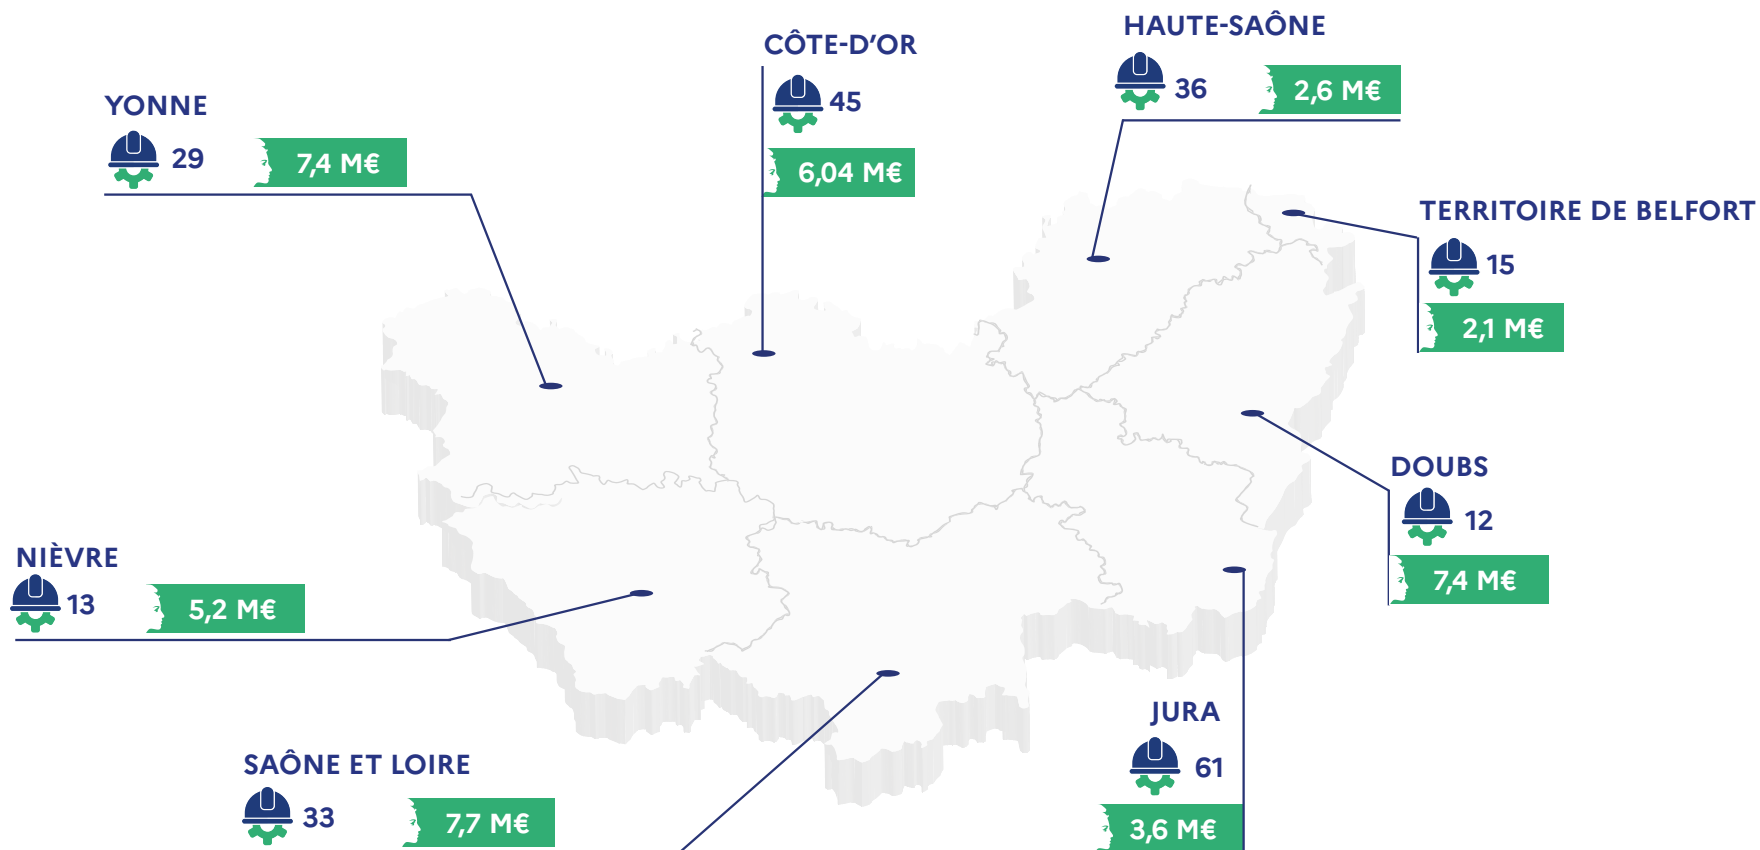 HAUTE-SAÔNE
36
2,6 M€
CÔTE-D’OR
45
6,04 M€
YONNE
29
7,4 M€
TERRITOIRE DE BELFORT
15
2,1 M€
DOUBS
12
7,4 M€
NIÈVRE
13
5,2 M€
JURA
61
3,6 M€
SAÔNE ET LOIRE
33
7,7 M€